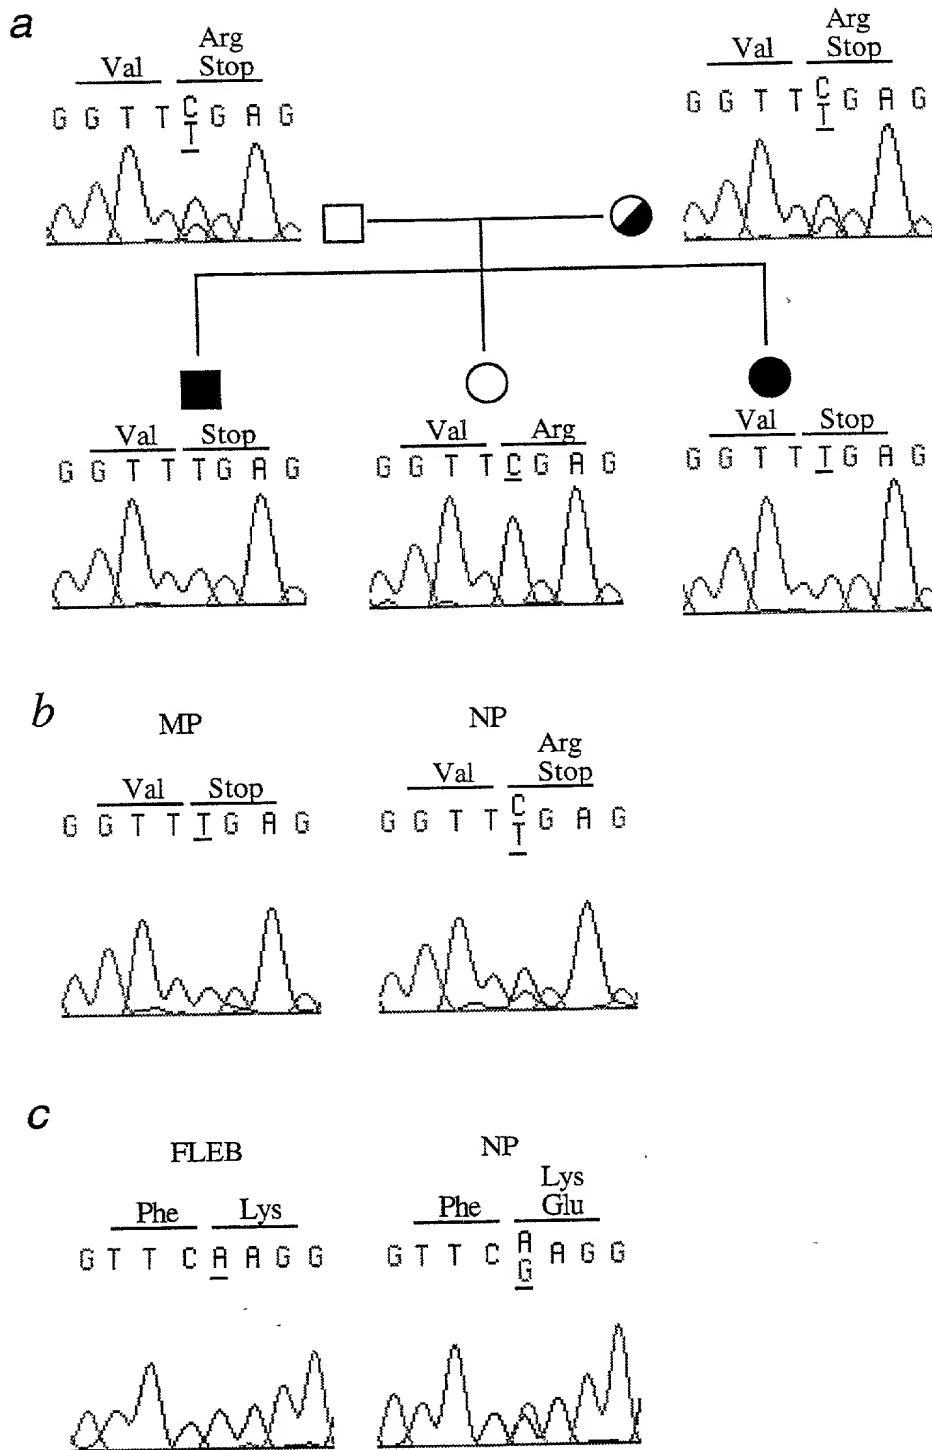 a
Arg
Val Stop
G G T T C G A G
T
Arg
Val Stop
G G T T C G A G
T
Val Stop
G G T T T G A G
Val Arg
G G T T C G A G
Val Stop
G G T T T G A G
b
MP
Val Stop
G G T T T G A G
NP
Arg
Val Stop
G G T T C G A G
T
c
FLEB
Phe Lys
G T T C A A G G
NP
Lys
Phe Glu
G T T C A A G G
G